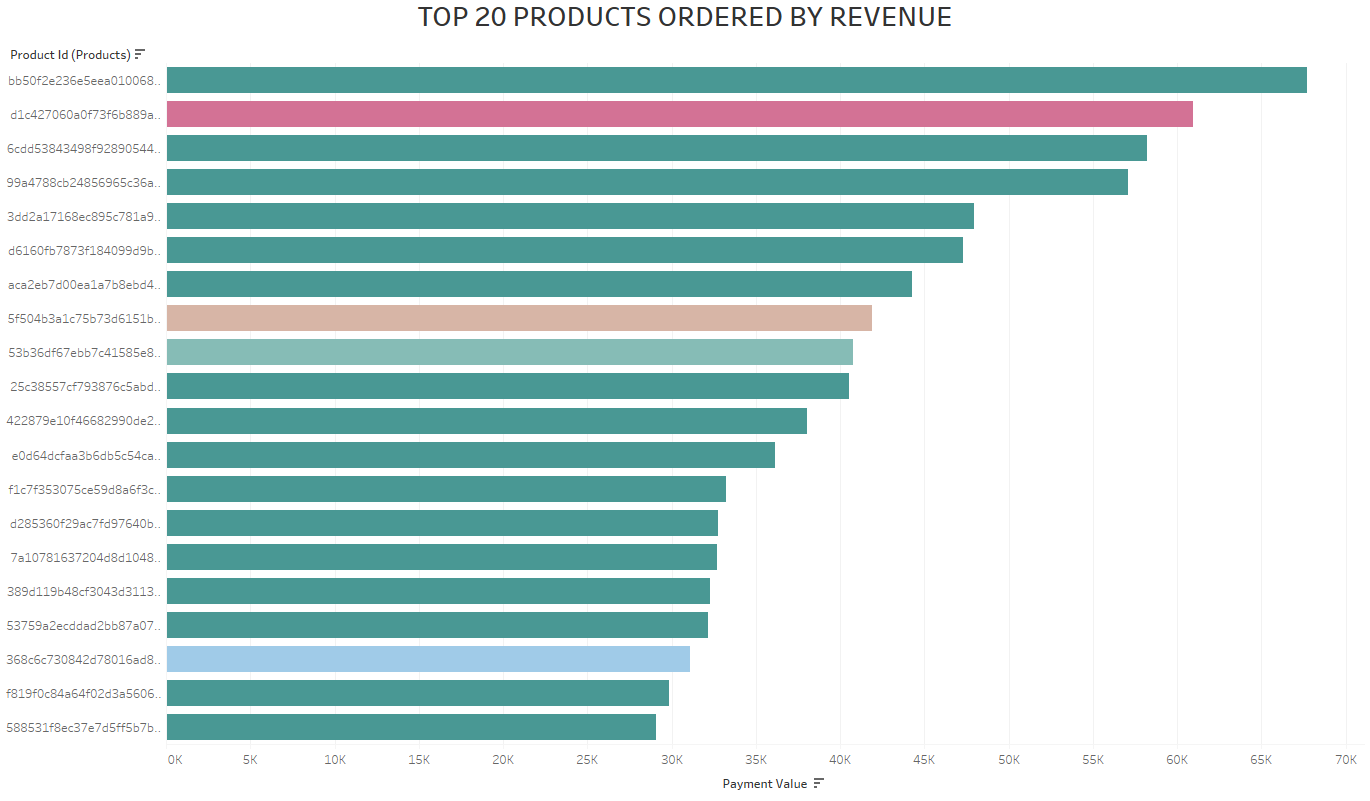 TOP 20 PRODUCTS ORDERED BY REVENUE
Product Id (Products)
bb50f2e236e5eea010068..
d1c427060a0f73f6b889a..
6cdd53843498f92890544..
99a4788cb24856965c36a..
3dd2a17168ec895c781a9..
d6160fb7873f184099d9b..
aca2eb7d00ea1a7b8ebd4..
5f504b3a1c75b73d6151b..
53b36df67ebb7c41585e8..
25c38557cf793876c5abd..
422879e10f46682990de2..
e0d64dcfaa3b6db5c54ca..
f1c7f353075ce59d8a6f3c..
d285360f29ac7fd97640b..
7a10781637204d8d1048..
389d119b48cf3043d3113..
53759a2ecddad2bb87a07..
368c6c730842d78016ad8..
f819f0c84a64f02d3a5606..
588531f8ec37e7d5ff5b7b..
0K 5K 10K 15K 20K 25K 30K 35K 40K 45K 50K 55K 60K 65K 70K
Payment Value